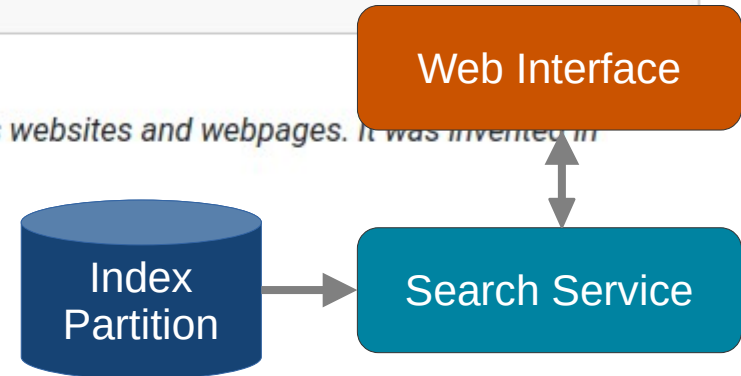 Web Interface
websites and webpages. It was invented in
Index
Partition
Search Service